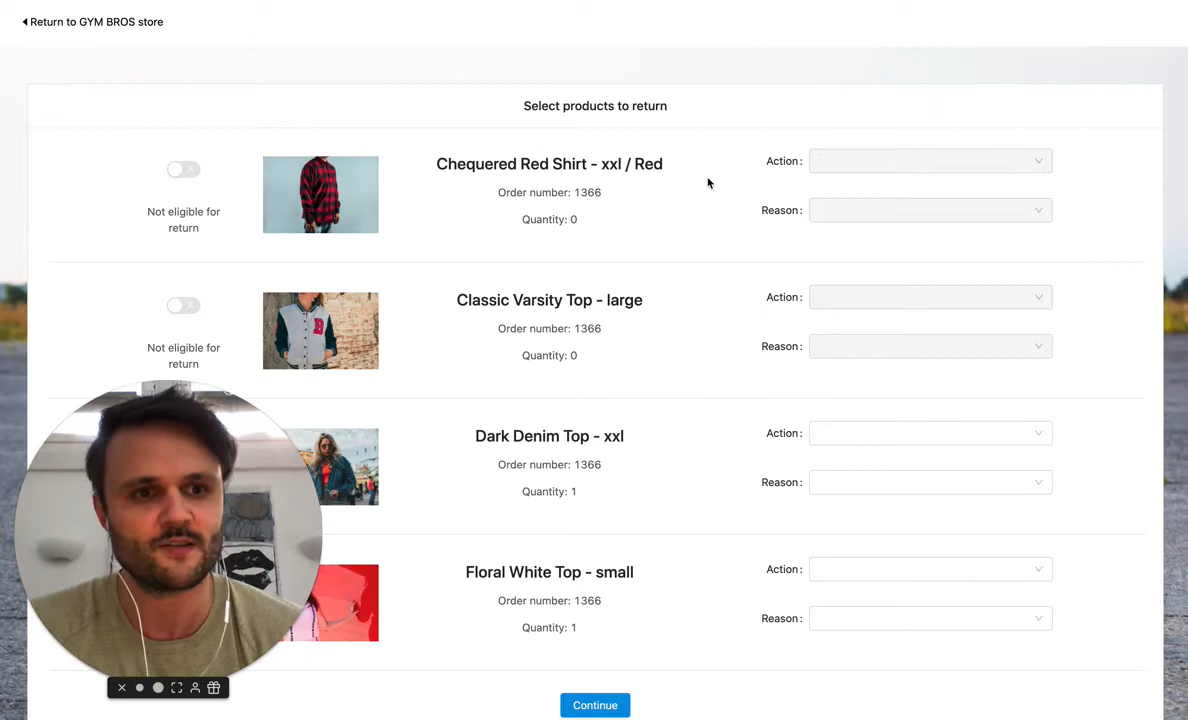 Return to GYM BROS store
Select products to return
Not eligible for
return
Chequered Red Shirt - xxl / Red
Order number: 1366
Quantity: 0
Action:
Reason:
Not eligible for
return
B
Classic Varsity Top - large
Order number: 1366
Quantity: 0
Action:
Reason:
Dark Denim Top - xxl
Order number: 1366
Quantity: 1
Action:
Reason:
Floral White Top - small
Order number: 1366
Quantity: 1
Action:
Reason:
Continue